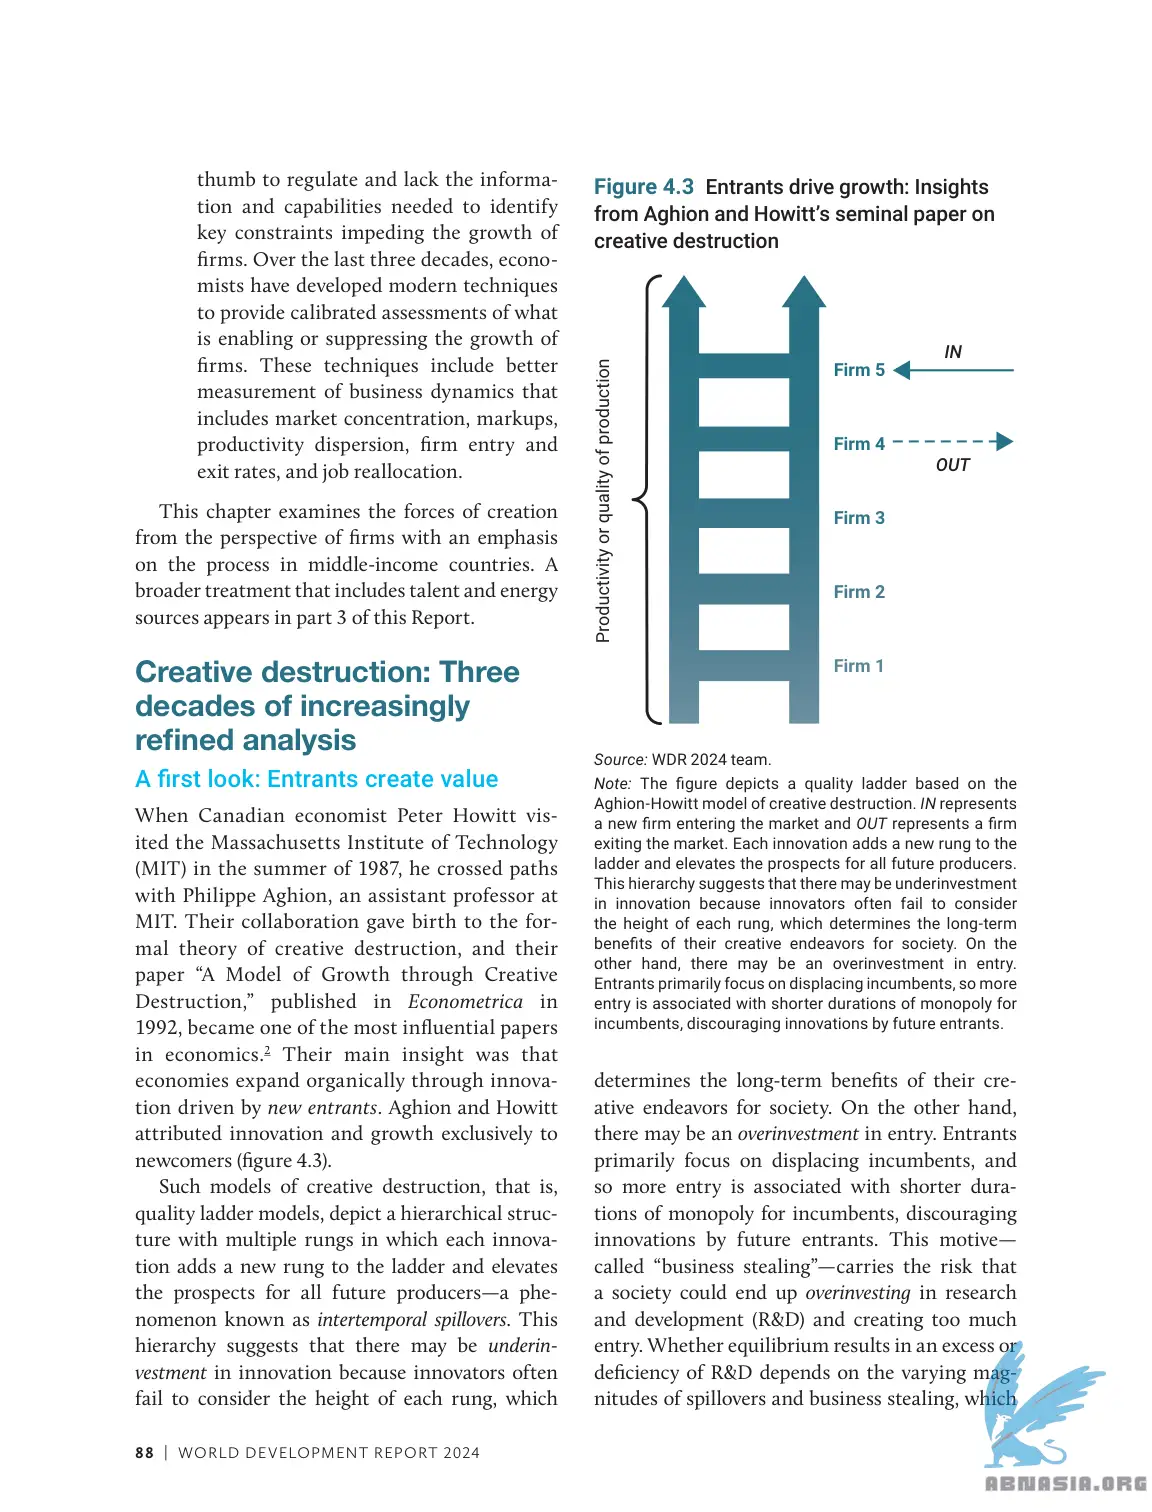 thumb to regulate and lack the informa-
tion and capabilities needed to identify
key constraints impeding the growth of
firms. Over the last three decades, econo-
mists have developed modern techniques
to provide calibrated assessments of what
is enabling or suppressing the growth of
firms. These techniques include better
measurement of business dynamics that
includes market concentration, markups,
productivity dispersion, firm entry and
exit rates, and job reallocation.
This chapter examines the forces of creation
from the perspective of firms with an emphasis
on the process in middle-income countries. A
broader treatment that includes talent and energy
sources appears in part 3 of this Report.
Creative destruction: Three
decades of increasingly
refined analysis
A first look: Entrants create value
When Canadian economist Peter Howitt vis-
ited the Massachusetts Institute of Technology
(MIT) in the summer of 1987, he crossed paths
with Philippe Aghion, an assistant professor at
MIT. Their collaboration gave birth to the for-
mal theory of creative destruction, and their
paper “A Model of Growth through Creative
Destruction,” published in Econometrica in
1992, became one of the most influential papers
in economics.2 Their main insight was that
economies expand organically through innova-
tion driven by new entrants. Aghion and Howitt
attributed innovation and growth exclusively to
newcomers (figure 4.3).
Such models of creative destruction, that is,
quality ladder models, depict a hierarchical struc-
ture with multiple rungs in which each innova-
tion adds a new rung to the ladder and elevates
the prospects for all future producers—a phe-
nomenon known as intertemporal spillovers. This
hierarchy suggests that there may be underin-
vestment in innovation because innovators often
fail to consider the height of each rung, which
Figure 4.3 Entrants drive growth: Insights
from Aghion and Howitt’s seminal paper on
creative destruction
Productivity or quality of production
IN
Firm 5
Firm 4
OUT
Firm 3
Firm 2
Firm 1
Source: WDR 2024 team.
Note: The figure depicts a quality ladder based on the
Aghion-Howitt model of creative destruction. IN represents
a new firm entering the market and OUT represents a firm
exiting the market. Each innovation adds a new rung to the
ladder and elevates the prospects for all future producers.
This hierarchy suggests that there may be underinvestment
in innovation because innovators often fail to consider
the height of each rung, which determines the long-term
benefits of their creative endeavors for society. On the
other hand, there may be an overinvestment in entry.
Entrants primarily focus on displacing incumbents, so more
entry is associated with shorter durations of monopoly for
incumbents, discouraging innovations by future entrants.
determines the long-term benefits of their cre-
ative endeavors for society. On the other hand,
there may be an overinvestment in entry. Entrants
primarily focus on displacing incumbents, and
so more entry is associated with shorter dura-
tions of monopoly for incumbents, discouraging
innovations by future entrants. This motive—
called “business stealing”—carries the risk that
a society could end up overinvesting in research
and development (R&D) and creating too much
entry. Whether equilibrium results in an excess or
deficiency of R&D depends on the varying mag-
nitudes of spillovers and business stealing, which
88 | WORLD DEVELOPMENT REPORT 2024
ABNASIA.ORG